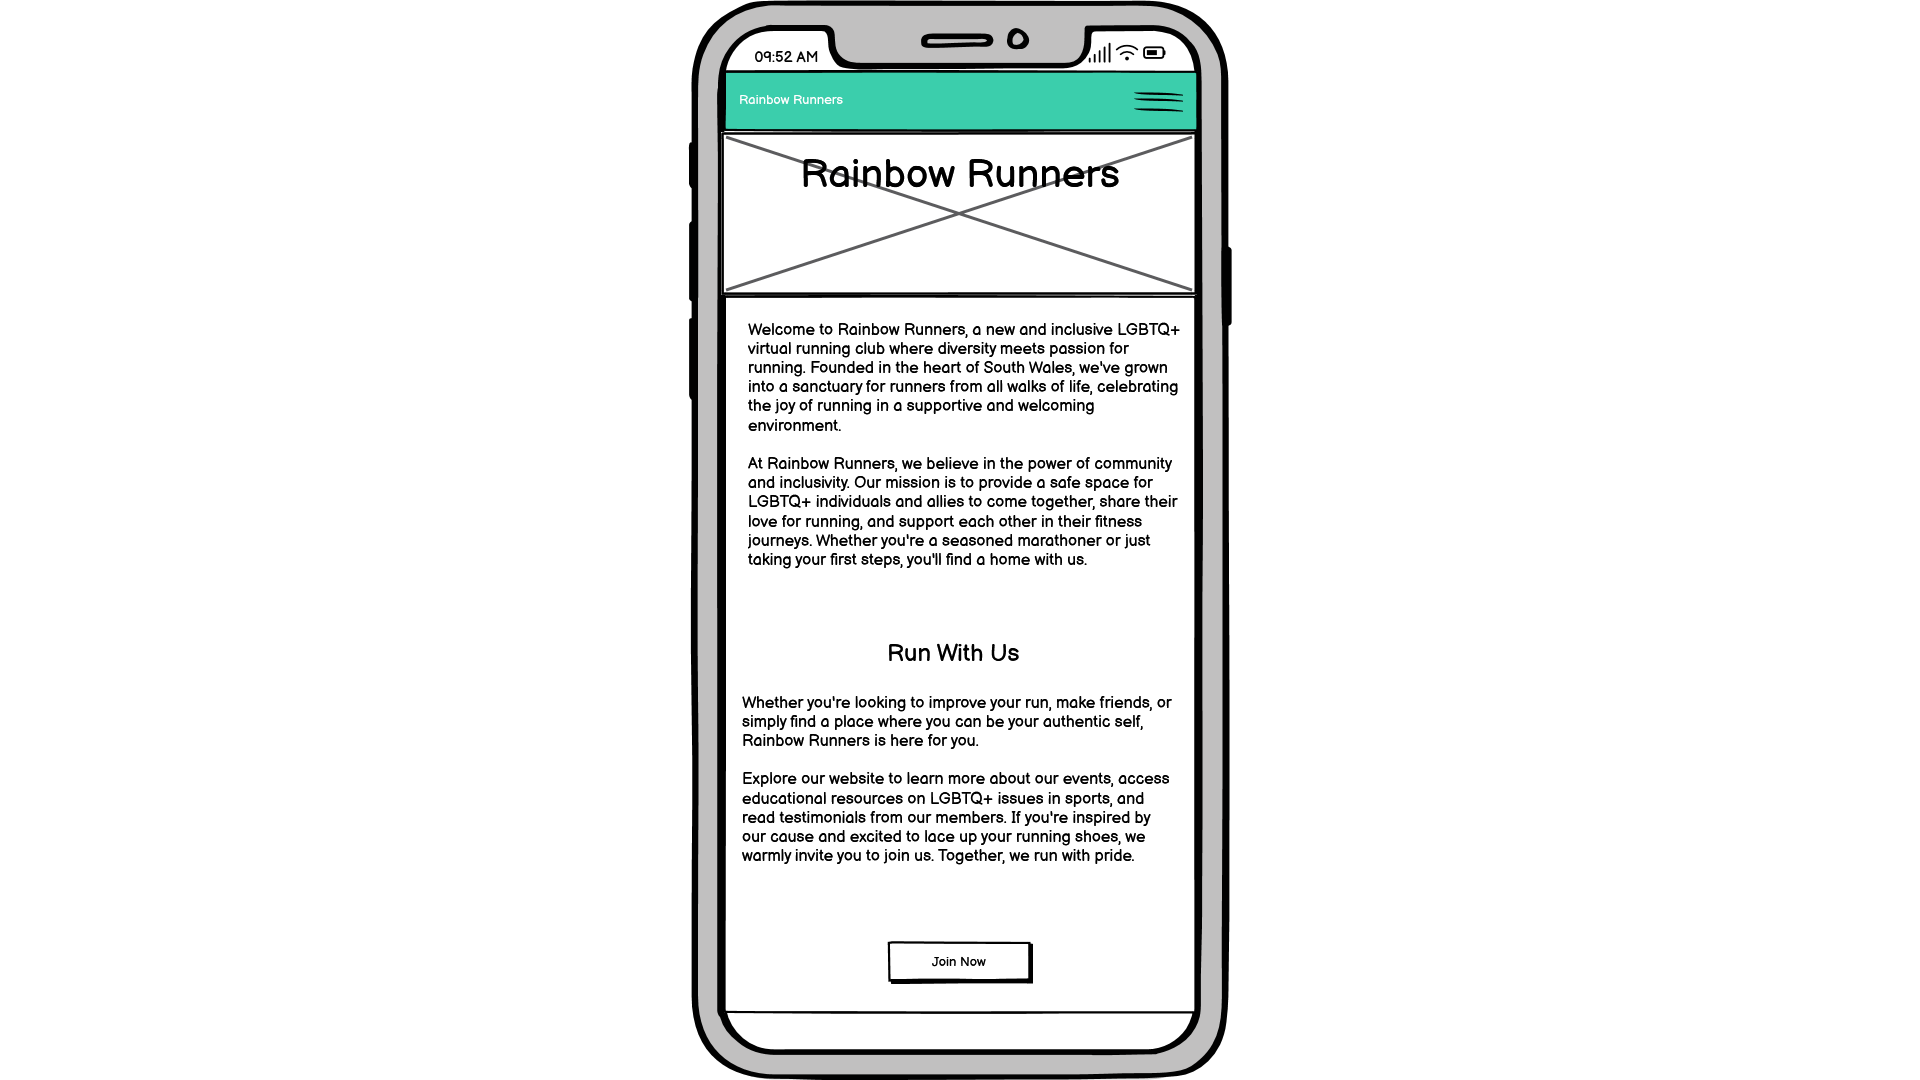 09:52 AM
Rainbow Runners
Rainbow Runners
Welcome to Rainbow Runners, a new and inclusive LGBTQ+
virtual running club where diversity meets passion for
running. Founded in the heart of South Wales, we've grown
into a sanctuary for runners from all walks of life, celebrating
the joy of running in a supportive and welcoming
environment.
At Rainbow Runners, we believe in the power of community
and inclusivity. Our mission is to provide a safe space for
LGBTQ+ individuals and allies to come together, share their
love for running, and support each other in their fitness
journeys. Whether you're a seasoned marathoner or just
taking your first steps, you'll find a home with us.
Run With Us
Whether you're looking to improve your run, make friends, or
simply find a place where you can be your authentic self,
Rainbow Runners is here for you.
Explore our website to learn more about our events, access
educational resources on LGBTQ+ issues in sports, and
read testimonials from our members. If you're inspired by
our cause and excited to lace up your running shoes, we
warmly invite you to join us. Together, we run with pride.
Join Now